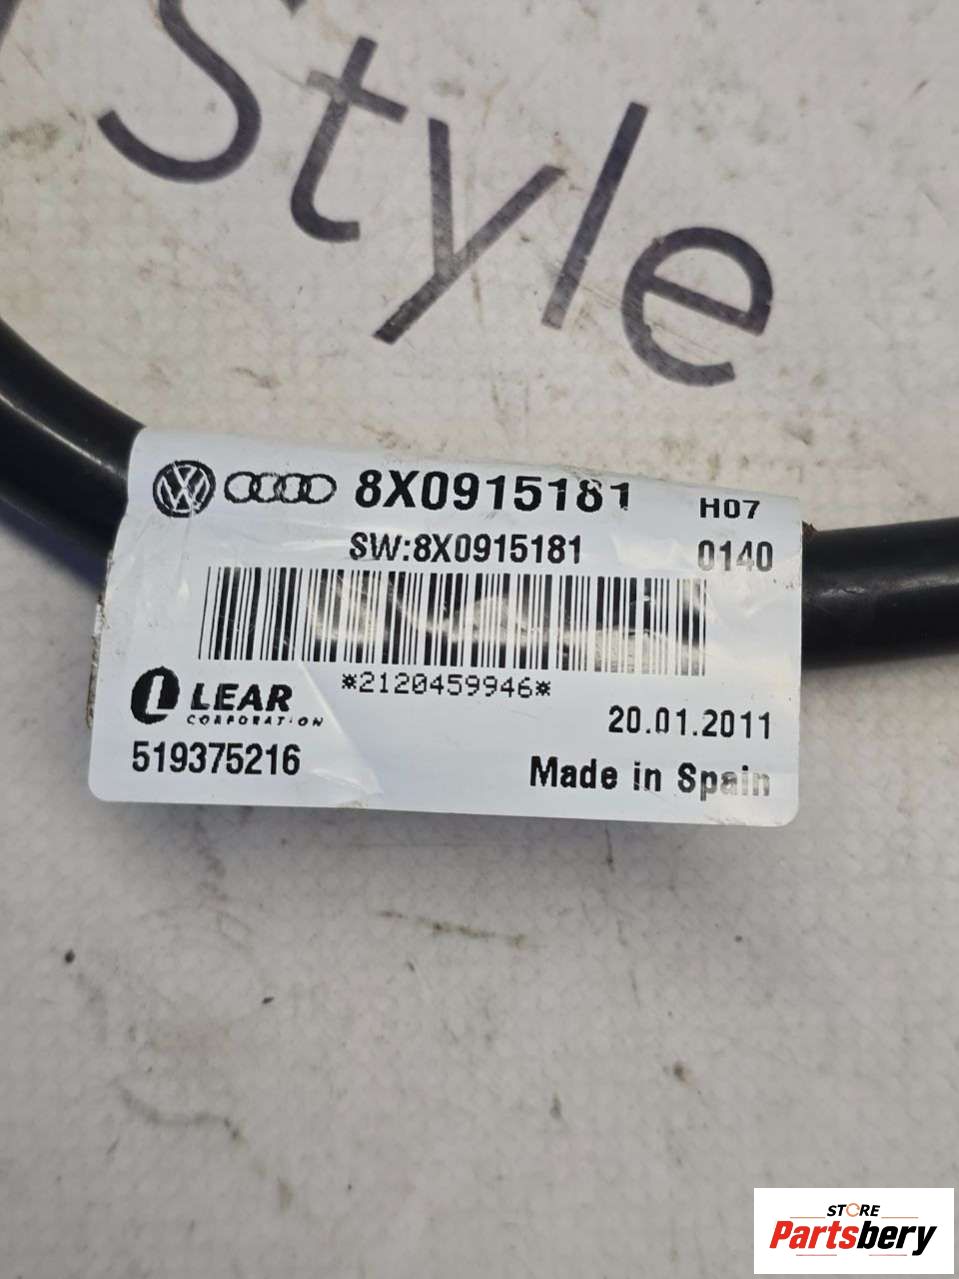 Style
8X0915181 H07
SW:8X0915181 0140
*2120459946*
LEAR
CORPORATION
20.01.2011
519375216
Made in Spain
STORE
Partsbery